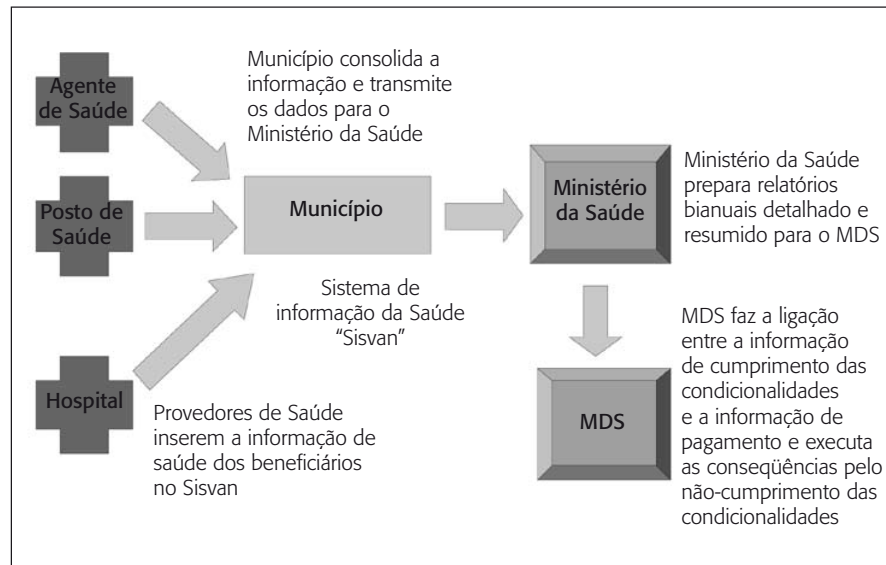 Agente
de Saúde
Município consolida a
informação e transmite
os dados para o
Ministério da Saúde
Posto de
Saúde
Município
Ministério
da Saúde
Ministério da Saúde
prepara relatórios
bianuais detalhado e
resumido para o MDS
Sistema de
informação da Saúde
“Sisvan”
Hospital
Provedores de Saúde
inserem a informação de
saúde dos beneficiários
no Sisvan
MDS
MDS faz a ligação
entre a informação
de cumprimento das
condicionalidades
e a informação de
pagamento e executa
as conseqüências pelo
não-cumprimento das
condicionalidades